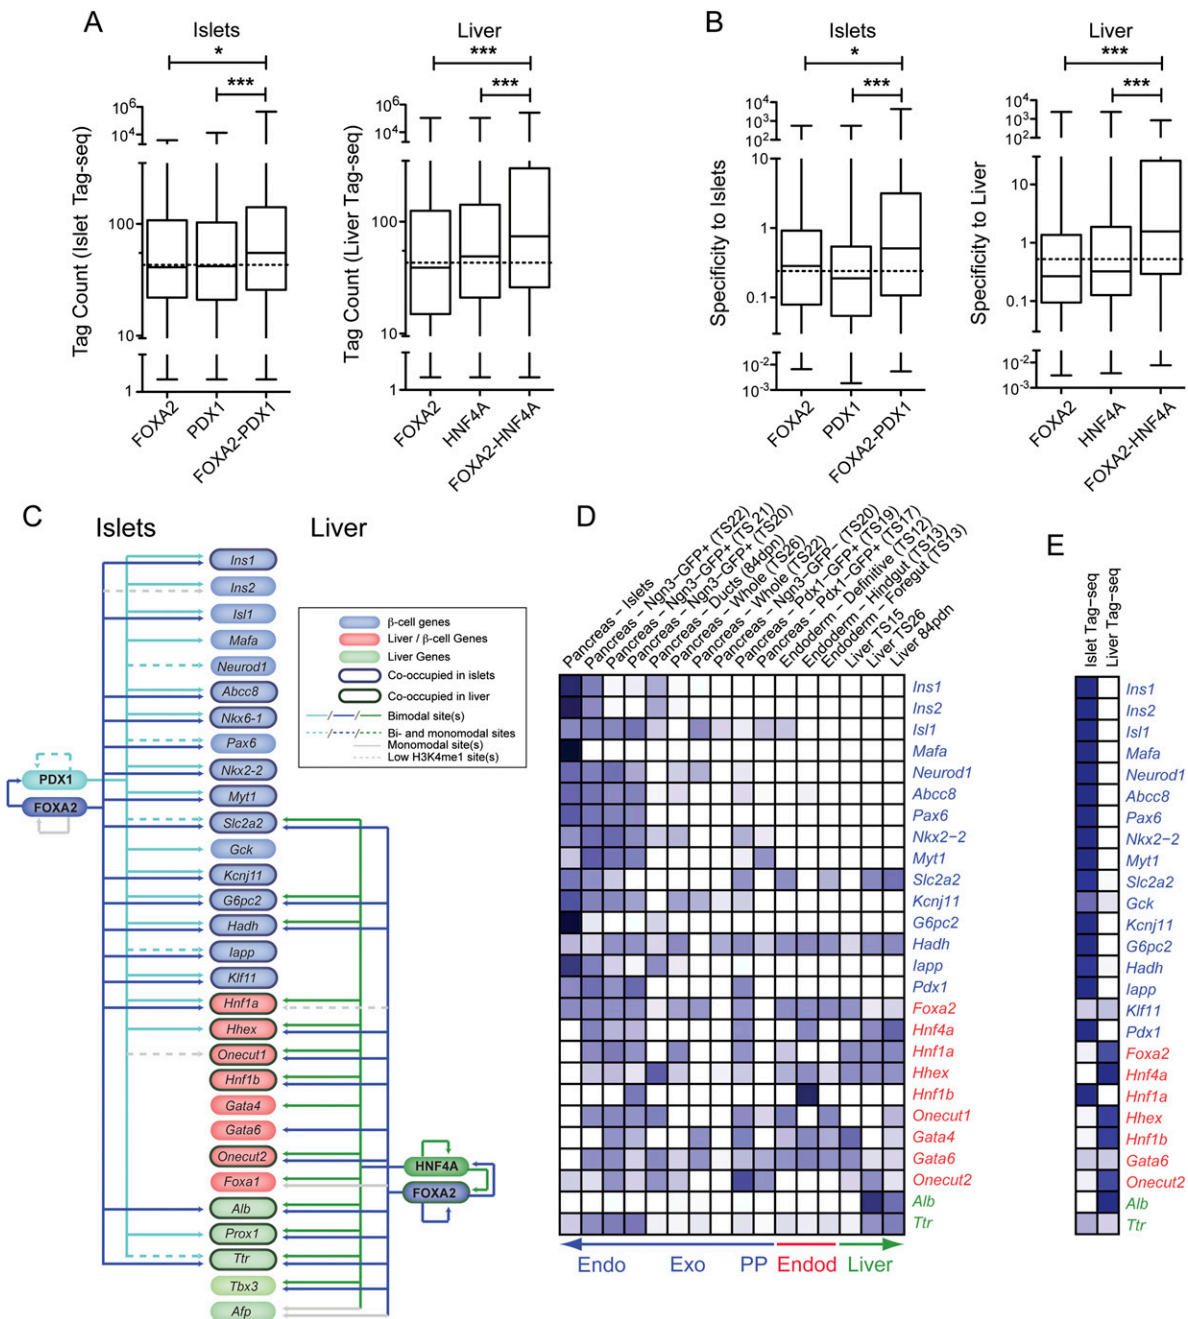 A
Islets
*
***
Tag Count (Islet Tag-seq)
10^6
10^4
100
10
1
FOXA2
PDX1
FOXA2-PDX1
Liver
***
***
Tag Count (Liver Tag-seq)
10^6
10^4
100
10
1
FOXA2
HNF4A
FOXA2-HNF4A
B
Islets
*
***
Specificity to Islets
10^4
10^3
10^2
10
1
0.1
10^-2
10^-3
FOXA2
PDX1
FOXA2-PDX1
Liver
***
***
Specificity to Liver
10^4
10^3
10^2
10
1
0.1
10^-2
10^-3
FOXA2
HNF4A
FOXA2-HNF4A
C
Islets
Liver
Ins1
Ins2
Isl1
Mafa
Neurod1
Abcc8
Nkx6-1
Pax6
Nkx2-2
Myt1
Slc2a2
Gck
Kcnj11
G6pc2
Hadh
Iapp
Klf11
Hnf1a
Hhex
Onecut1
Hnf1b
Gata4
Gata6
Onecut2
Foxa1
Alb
Prox1
Ttr
Tbx3
Afp
PDX1
FOXA2
HNF4A
FOXA2
β-cell genes
Liver / β-cell Genes
Liver Genes
Co-occupied in islets
Co-occupied in liver
Bimodal site(s)
Bi- and monomodal sites
Monomodal site(s)
Low H3K4me1 site(s)
D
Pancreas – Islets
Pancreas – Ngn3-GFP+ (TS22)
Pancreas – Ngn3-GFP+ (TS21)
Pancreas – Ngn3-GFP+ (TS20)
Pancreas – Ducts (84dpn)
Pancreas – Whole (TS26)
Pancreas – Whole (TS22)
Pancreas – Ngn3-GFP– (TS20)
Pancreas – Pdx1-GFP+ (TS19)
Pancreas – Pdx1-GFP+ (TS17)
Endoderm – Definitive (TS12)
Endoderm – Hindgut (TS13)
Endoderm – Foregut (TS13)
Liver TS15
Liver TS26
Liver 84pdn
Ins1
Ins2
Isl1
Mafa
Neurod1
Abcc8
Pax6
Nkx2–2
Myt1
Slc2a2
Kcnj11
G6pc2
Hadh
Iapp
Pdx1
Foxa2
Hnf4a
Hnf1a
Hhex
Hnf1b
Onecut1
Gata4
Gata6
Onecut2
Alb
Ttr
Endo
Exo
PP
Endod
Liver
E
Islet Tag–seq
Liver Tag–seq
Ins1
Ins2
Isl1
Mafa
Neurod1
Abcc8
Pax6
Nkx2–2
Myt1
Slc2a2
Gck
Kcnj11
G6pc2
Hadh
Iapp
Klf11
Pdx1
Foxa2
Hnf4a
Hnf1a
Hhex
Hnf1b
Gata6
Onecut2
Alb
Ttr